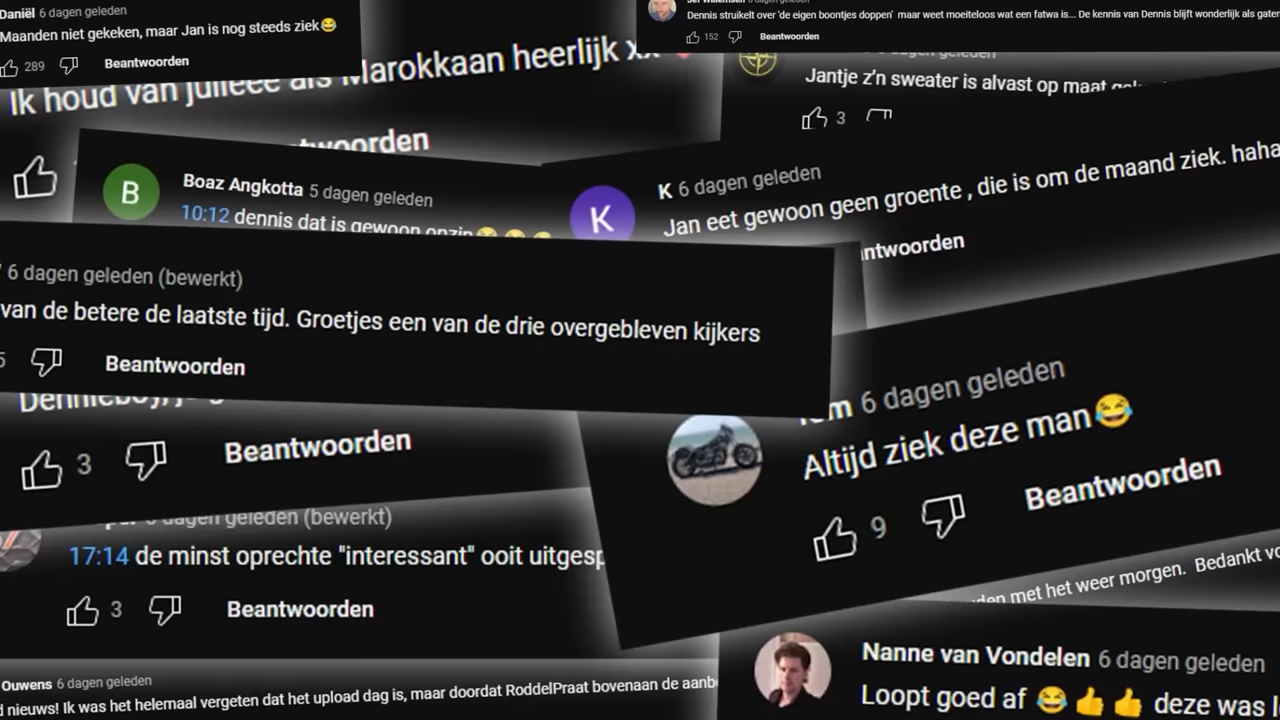 Daniël 6 dagen geleden
Maanden niet gekeken, maar Jan is nog steeds ziek😂
289 Beantwoorden
Dennis struikelt over 'de eigen boontjes doppen' maar weet moeiteloos wat een fatwa is... De kennis van Dennis blijft wonderlijk als
152 Beantwoorden
Ik houd van julieee als Marokkaan heerlijk xx
Jantje z'n sweater is alvast op maat
3
B
Boaz Angkotta 5 dagen geleden
10:12 dennis dat is gewoon onzin😂😂😂
K
K 6 dagen geleden
Jan eet gewoon geen groente , die is om de maand ziek. haha
6 dagen geleden (bewerkt)
van de betere de laatste tijd. Groetjes een van de drie overgebleven kijkers
Beantwoorden
3 Beantwoorden
6 dagen geleden
Altijd ziek deze man😂
9 Beantwoorden
6 dagen geleden (bewerkt)
17:14 de minst oprechte "interessant" ooit
3 Beantwoorden
met het weer morgen. Bedankt
Ouwens 6 dagen geleden
nieuws! Ik was het helemaal vergeten dat het upload dag is, maar doordat RoddelPraat bovenaan de
Nanne van Vondelen 6 dagen geleden
Loopt goed af 😂👍👍 deze was